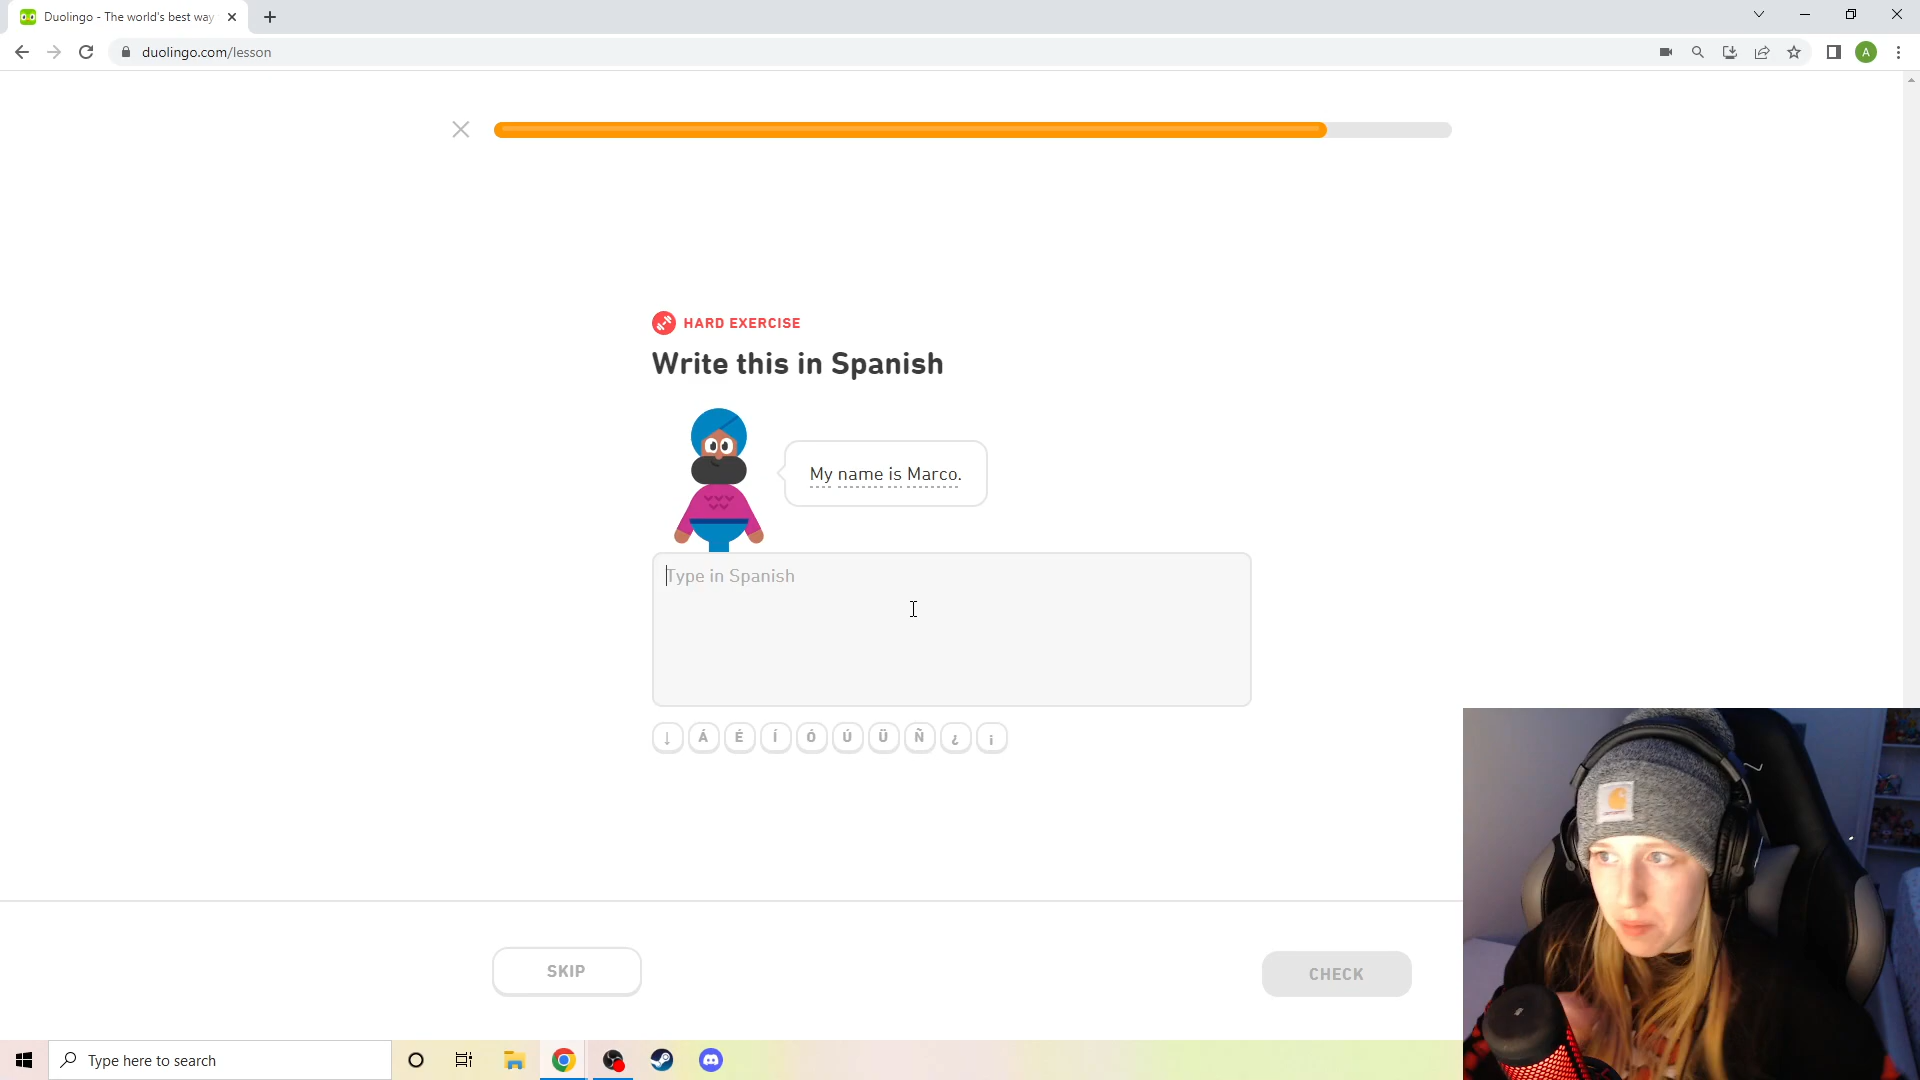 Duolingo - The world's best way
duolingo.com/lesson
A
HARD EXERCISE
Write this in Spanish
My name is Marco.
Type in Spanish
↓ Á É Í Ó Ú Ü Ñ ¿ ¡
SKIP
CHECK
Type here to search